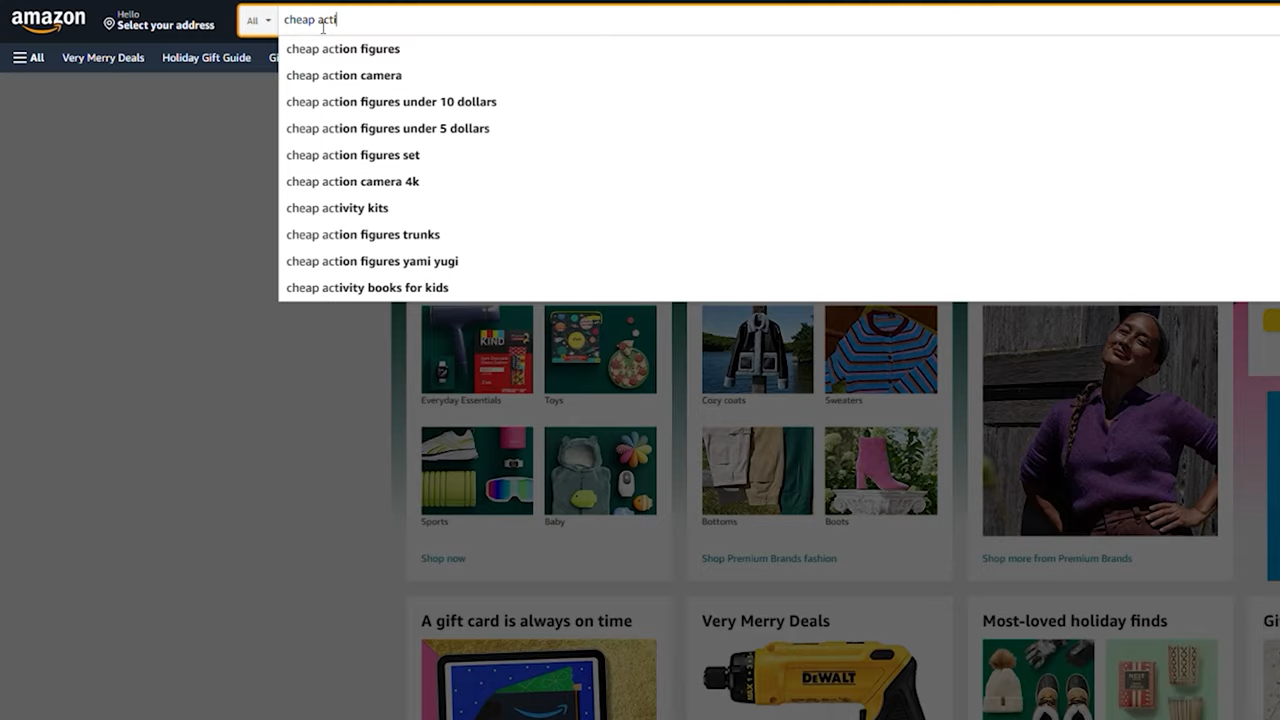 amazon
Hello
Select your address
All
cheap acti
All
Very Merry Deals
Holiday Gift Guide
cheap action figures
cheap action camera
cheap action figures under 10 dollars
cheap action figures under 5 dollars
cheap action figures set
cheap action camera 4k
cheap activity kits
cheap action figures trunks
cheap action figures yami yugi
cheap activity books for kids
KIND
Everyday Essentials
Toys
Cozy coats
Sweaters
Sports
Baby
Bottoms
Boots
Shop now
Shop Premium Brands fashion
Shop more from Premium Brands
A gift card is always on time
Very Merry Deals
Most-loved holiday finds
DEWALT